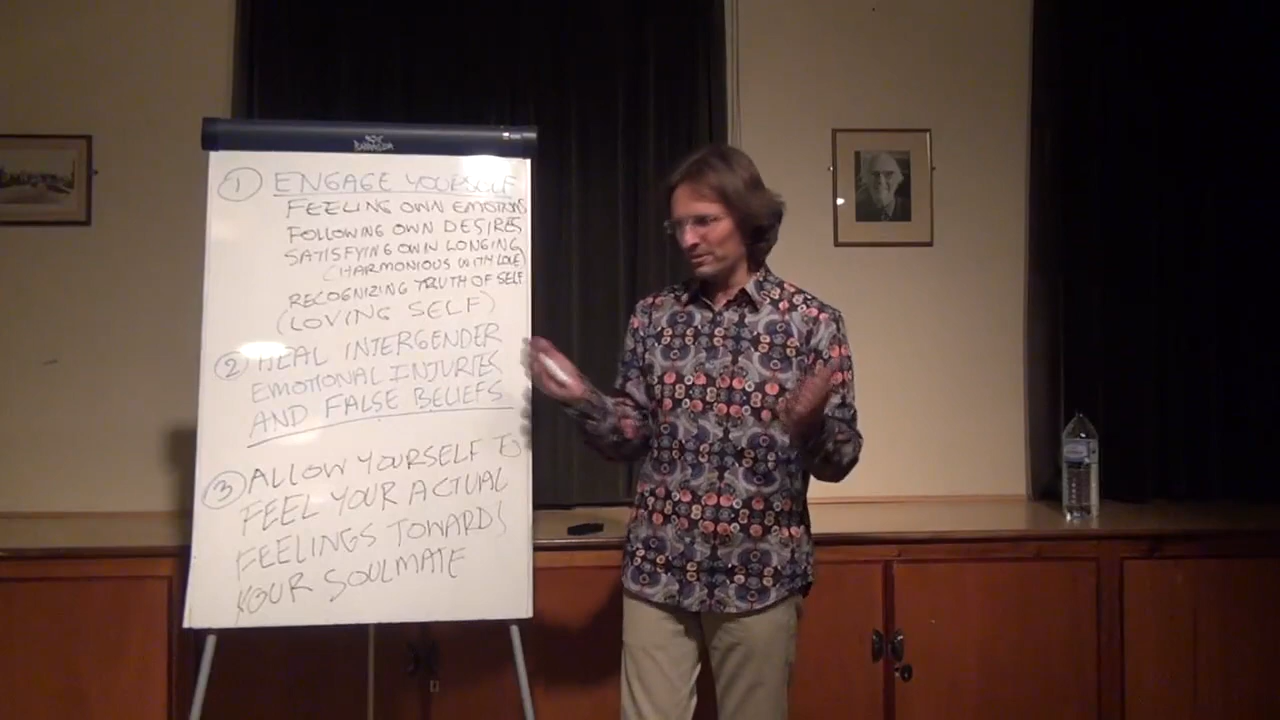 ① ENGAGE YOURSELF
FEELING OWN EMOTIONS
FOLLOWING OWN DESIRES
SATISFYING OWN LONGING
(HARMONIOUS WITH LOVE)
RECOGNIZING TRUTH OF SELF
(LOVING SELF)
② HEAL INTERGENDER
EMOTIONAL INJURIES
AND FALSE BELIEFS
③ ALLOW YOURSELF TO
FEEL YOUR ACTUAL
FEELINGS TOWARDS
YOUR SOULMATE